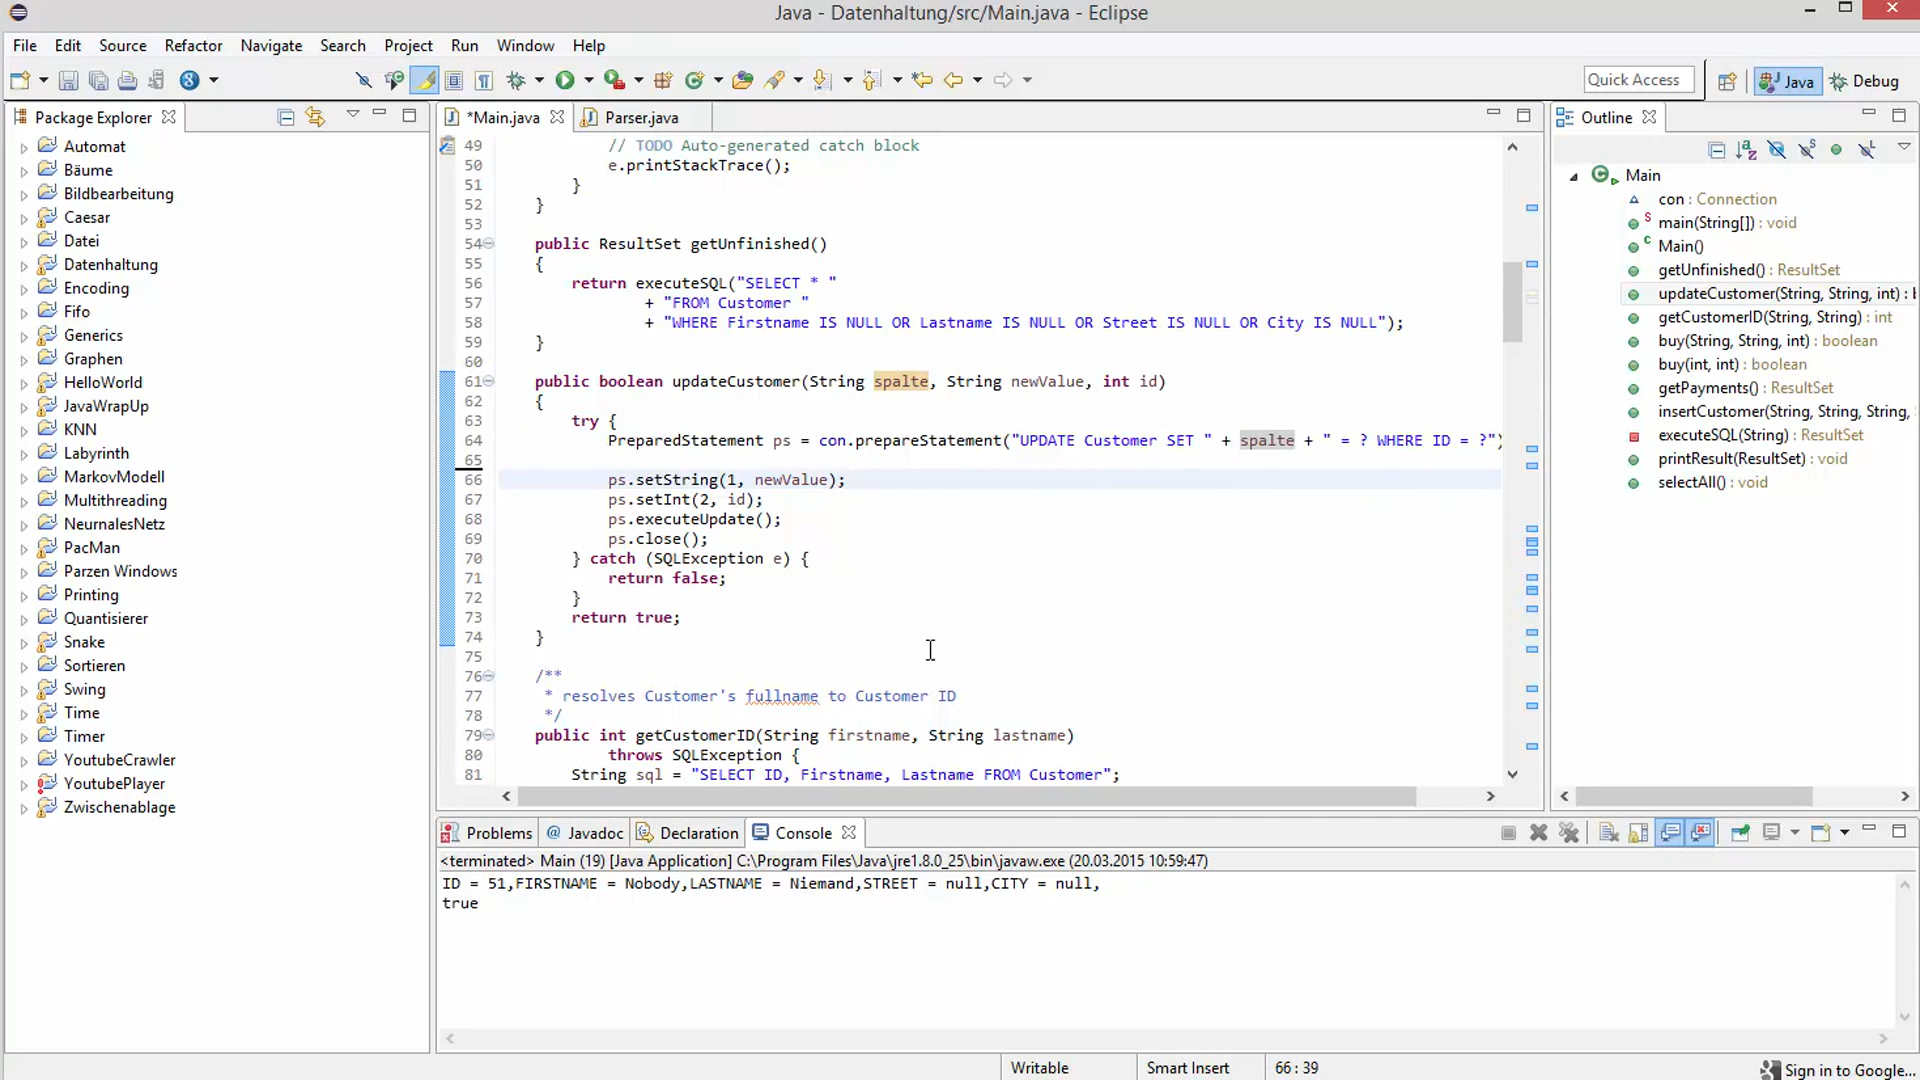 Java - Datenhaltung/src/Main.java - Eclipse
File Edit Source Refactor Navigate Search Project Run Window Help
Quick Access Java Debug
Package Explorer
Automat
Bäume
Bildbearbeitung
Caesar
Datei
Datenhaltung
Encoding
Fifo
Generics
Graphen
HelloWorld
JavaWrapUp
KNN
Labyrinth
MarkovModell
Multithreading
NeurnalesNetz
PacMan
Parzen Windows
Printing
Quantisierer
Snake
Sortieren
Swing
Time
Timer
YoutubeCrawler
YoutubePlayer
Zwischenablage
*Main.java Parser.java
49 // TODO Auto-generated catch block
50 e.printStackTrace();
51 }
52 }
53
54 public ResultSet getUnfinished()
55 {
56 return executeSQL("SELECT * "
57 + "FROM Customer "
58 + "WHERE Firstname IS NULL OR Lastname IS NULL OR Street IS NULL OR City IS NULL");
59 }
60
61 public boolean updateCustomer(String spalte, String newValue, int id)
62 {
63 try {
64 PreparedStatement ps = con.prepareStatement("UPDATE Customer SET " + spalte + " = ? WHERE ID = ?")
65
66 ps.setString(1, newValue);
67 ps.setInt(2, id);
68 ps.executeUpdate();
69 ps.close();
70 } catch (SQLException e) {
71 return false;
72 }
73 return true;
74 }
75
76 /**
77 * resolves Customer's fullname to Customer ID
78 */
79 public int getCustomerID(String firstname, String lastname)
80 throws SQLException {
81 String sql = "SELECT ID, Firstname, Lastname FROM Customer";
Outline
Main
con : Connection
main(String[]) : void
Main()
getUnfinished() : ResultSet
updateCustomer(String, String, int) : b
getCustomerID(String, String) : int
buy(String, String, int) : boolean
buy(int, int) : boolean
getPayments() : ResultSet
insertCustomer(String, String, String,
executeSQL(String) : ResultSet
printResult(ResultSet) : void
selectAll() : void
Problems Javadoc Declaration Console
<terminated> Main (19) [Java Application] C:\Program Files\Java\jre1.8.0_25\bin\javaw.exe (20.03.2015 10:59:47)
ID = 51,FIRSTNAME = Nobody,LASTNAME = Niemand,STREET = null,CITY = null,
true
Writable Smart Insert 66 : 39 Sign in to Google...